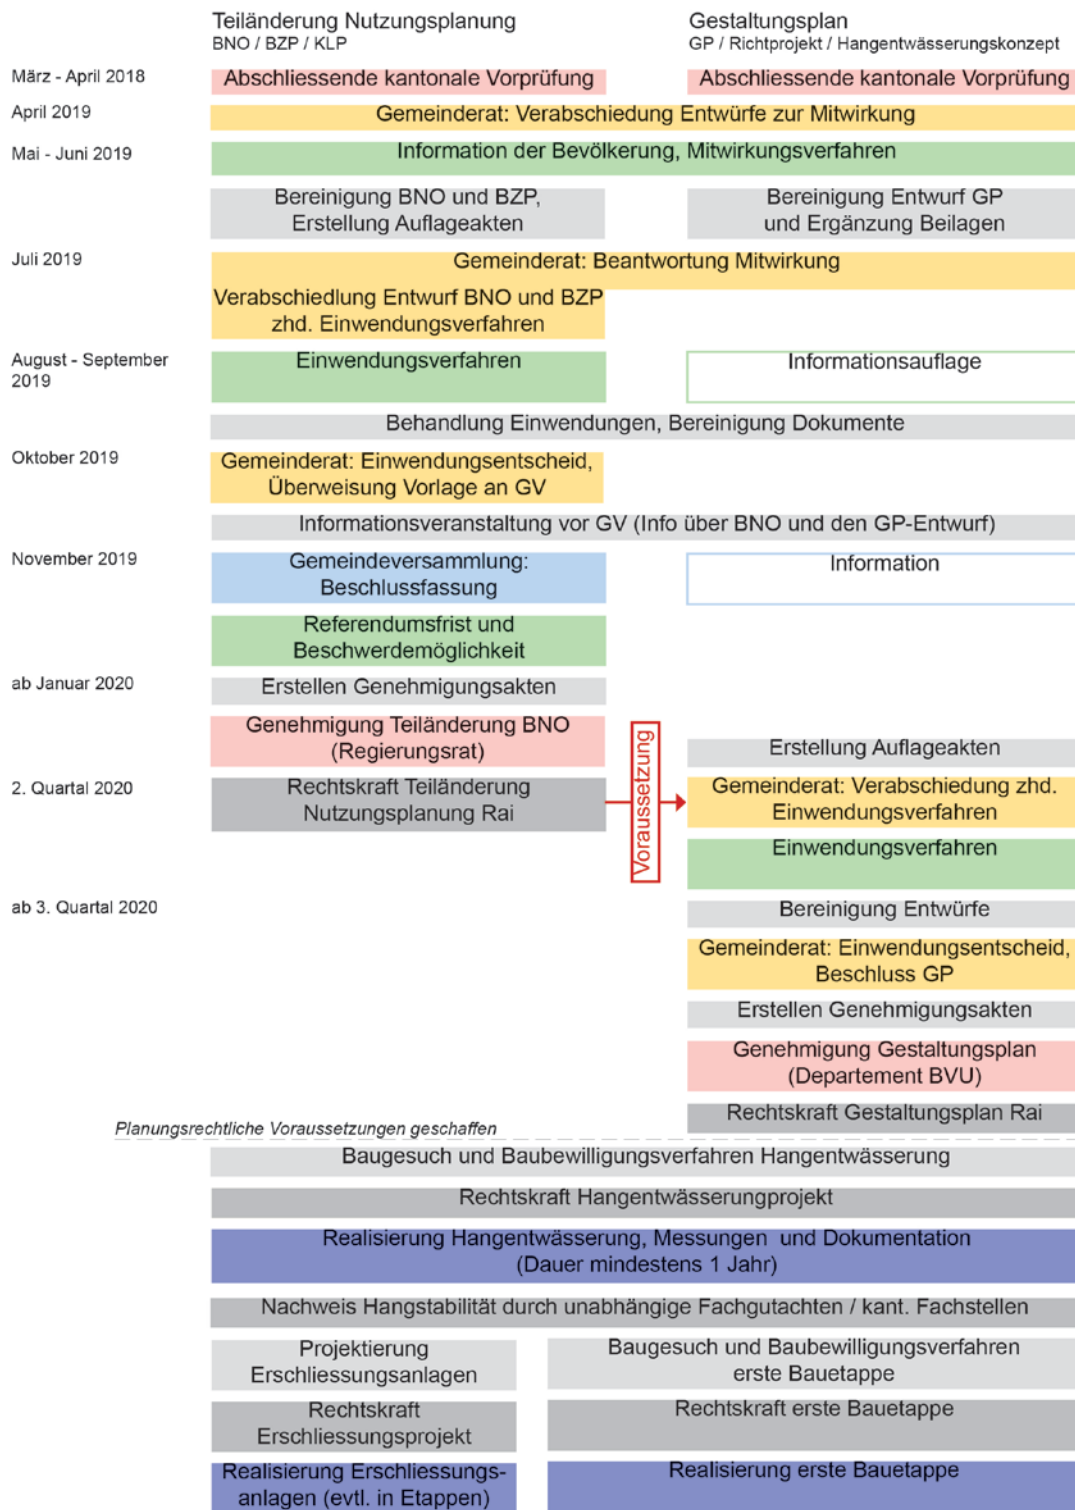 Teiländerung Nutzungsplanung
BNO / BZP / KLP
Gestaltungsplan
GP / Richtprojekt / Hangentwässerungskonzept
März - April 2018
Abschliessende kantonale Vorprüfung
Abschliessende kantonale Vorprüfung
April 2019
Gemeinderat: Verabschiedung Entwürfe zur Mitwirkung
Mai - Juni 2019
Information der Bevölkerung, Mitwirkungsverfahren
Bereinigung BNO und BZP,
Erstellung Auflageakten
Bereinigung Entwurf GP
und Ergänzung Beilagen
Juli 2019
Gemeinderat: Beantwortung Mitwirkung
Verabschiedlung Entwurf BNO und BZP
zhd. Einwendungsverfahren
August - September
2019
Einwendungsverfahren
Informationsauflage
Behandlung Einwendungen, Bereinigung Dokumente
Oktober 2019
Gemeinderat: Einwendungsentscheid,
Überweisung Vorlage an GV
Informationsveranstaltung vor GV (Info über BNO und den GP-Entwurf)
November 2019
Gemeindeversammlung:
Beschlussfassung
Information
Referendumsfrist und
Beschwerdemöglichkeit
ab Januar 2020
Erstellen Genehmigungsakten
Genehmigung Teiländerung BNO
(Regierungsrat)
Voraussetzung
Erstellung Auflageakten
2. Quartal 2020
Rechtskraft Teiländerung
Nutzungsplanung Rai
Gemeinderat: Verabschiedung zhd.
Einwendungsverfahren
Einwendungsverfahren
ab 3. Quartal 2020
Bereinigung Entwürfe
Gemeinderat: Einwendungsentscheid,
Beschluss GP
Erstellen Genehmigungsakten
Genehmigung Gestaltungsplan
(Departement BVU)
Rechtskraft Gestaltungsplan Rai
Planungsrechtliche Voraussetzungen geschaffen
Baugesuch und Baubewilligungsverfahren Hangentwässerung
Rechtskraft Hangentwässerungprojekt
Realisierung Hangentwässerung, Messungen und Dokumentation
(Dauer mindestens 1 Jahr)
Nachweis Hangstabilität durch unabhängige Fachgutachten / kant. Fachstellen
Projektierung
Erschliessungsanlagen
Baugesuch und Baubewilligungsverfahren
erste Bauetappe
Rechtskraft
Erschliessungsprojekt
Rechtskraft erste Bauetappe
Realisierung Erschliessungs-
anlagen (evtl. in Etappen)
Realisierung erste Bauetappe